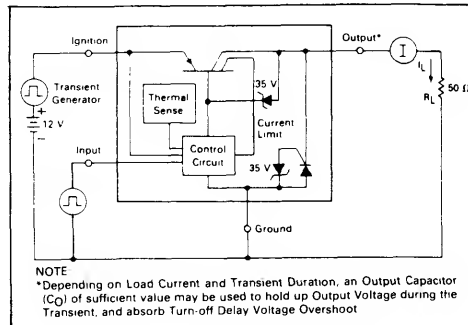 Ignition
Output*
Transient
Generator
+
12 V
−
Thermal
Sense
35 V
Current
Limit
I
IL
RL
50 Ω
Input
Control
Circuit
35 V
Ground
NOTE
*Depending on Load Current and Transient Duration, an Output Capacitor
(CO) of sufficient value may be used to hold up Output Voltage during the
Transient, and absorb Turn-off Delay Voltage Overshoot